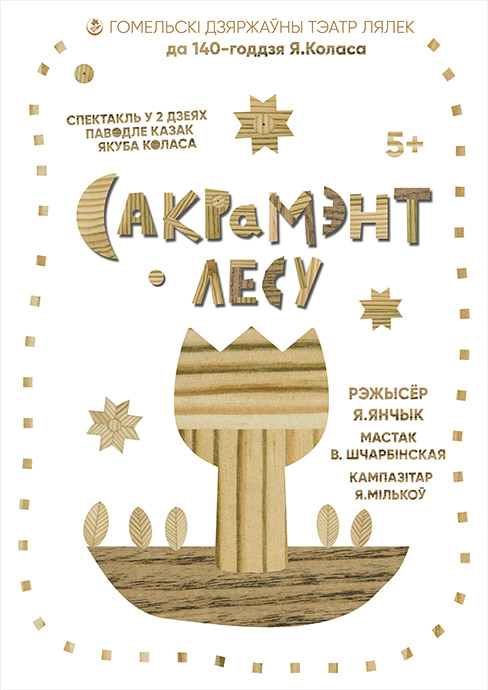 ГОМЕЛЬСКІ ДЗЯРЖАЎНЫ ТЭАТР ЛЯЛЕК
да 140-годдзя Я.Коласа
СПЕКТАКЛЬ У 2 ДЗЕЯХ
ПАВОДЛЕ КАЗАК
ЯКУБА КОЛАСА
5+
САКРАМЭНТ
ЛЕСУ
РЭЖЫСЁР
Я.ЯНЧЫК
МАСТАК
В. ШЧАРБІНСКАЯ
КАМПАЗІТАР
Я.МІЛЬКОЎ